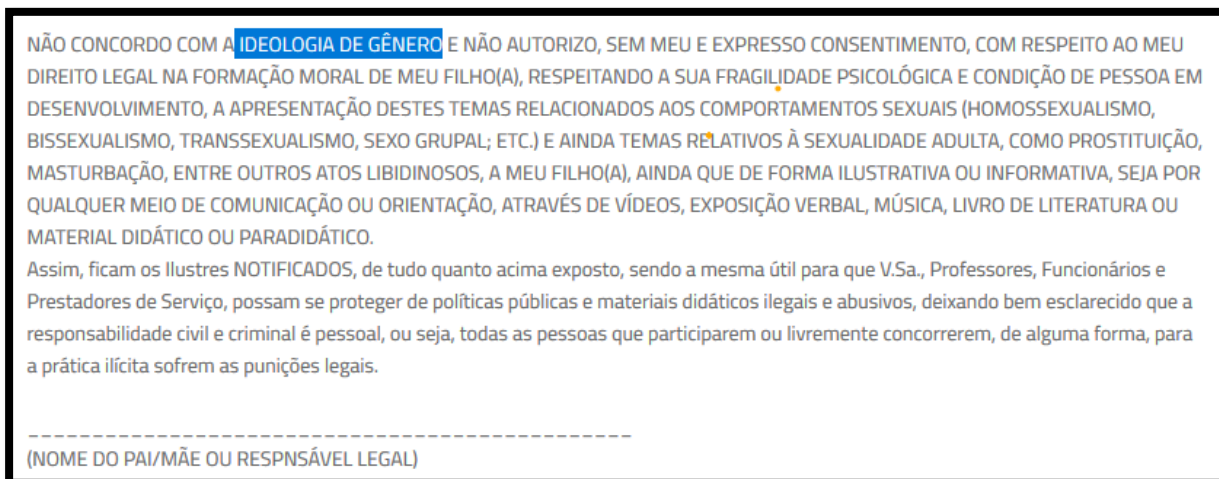 NÃO CONCORDO COM A IDEOLOGIA DE GÊNERO E NÃO AUTORIZO, SEM MEU E EXPRESSO CONSENTIMENTO, COM RESPEITO AO MEU
DIREITO LEGAL NA FORMAÇÃO MORAL DE MEU FILHO(A), RESPEITANDO A SUA FRAGILIDADE PSICOLÓGICA E CONDIÇÃO DE PESSOA EM
DESENVOLVIMENTO, A APRESENTAÇÃO DESTES TEMAS RELACIONADOS AOS COMPORTAMENTOS SEXUAIS (HOMOSSEXUALISMO,
BISSEXUALISMO, TRANSSEXUALISMO, SEXO GRUPAL; ETC.) E AINDA TEMAS RELATIVOS À SEXUALIDADE ADULTA, COMO PROSTITUIÇÃO,
MASTURBAÇÃO, ENTRE OUTROS ATOS LIBIDINOSOS, A MEU FILHO(A), AINDA QUE DE FORMA ILUSTRATIVA OU INFORMATIVA, SEJA POR
QUALQUER MEIO DE COMUNICAÇÃO OU ORIENTAÇÃO, ATRAVÉS DE VÍDEOS, EXPOSIÇÃO VERBAL, MÚSICA, LIVRO DE LITERATURA OU
MATERIAL DIDÁTICO OU PARADIDÁTICO.
Assim, ficam os Ilustres NOTIFICADOS, de tudo quanto acima exposto, sendo a mesma útil para que V.Sa., Professores, Funcionários e
Prestadores de Serviço, possam se proteger de políticas públicas e materiais didáticos ilegais e abusivos, deixando bem esclarecido que a
responsabilidade civil e criminal é pessoal, ou seja, todas as pessoas que participarem ou livremente concorrerem, de alguma forma, para
a prática ilícita sofrem as punições legais.
_______________________________________________
(NOME DO PAI/MÃE OU RESPNSÁVEL LEGAL)